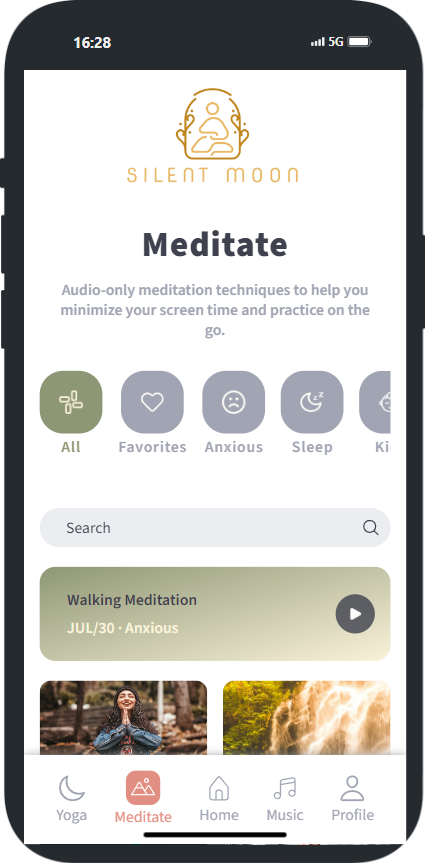 16:28
5G
SILENT MOON
Meditate
Audio-only meditation techniques to help you
minimize your screen time and practice on the
go.
All
Favorites
Anxious
Sleep
Ki
Search
Walking Meditation
JUL/30 · Anxious
Yoga
Meditate
Home
Music
Profile